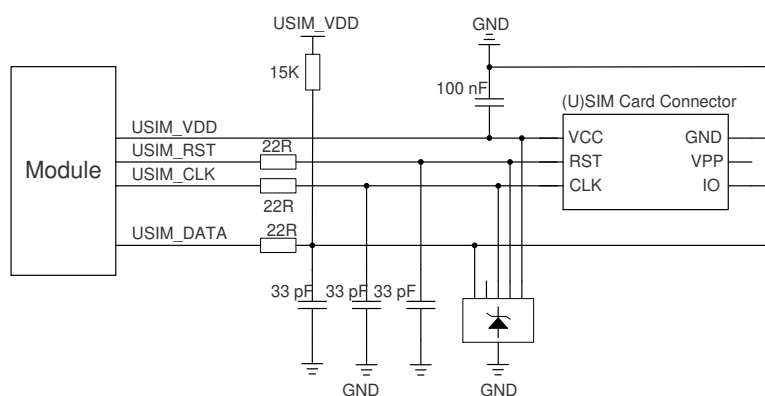 USIM_VDD
GND
15K
100 nF
(U)SIM Card Connector
USIM_VDD
VCC
GND
USIM_RST
22R
RST
VPP
Module
USIM_CLK
CLK
IO
22R
USIM_DATA
22R
33 pF
33 pF
33 pF
GND
GND